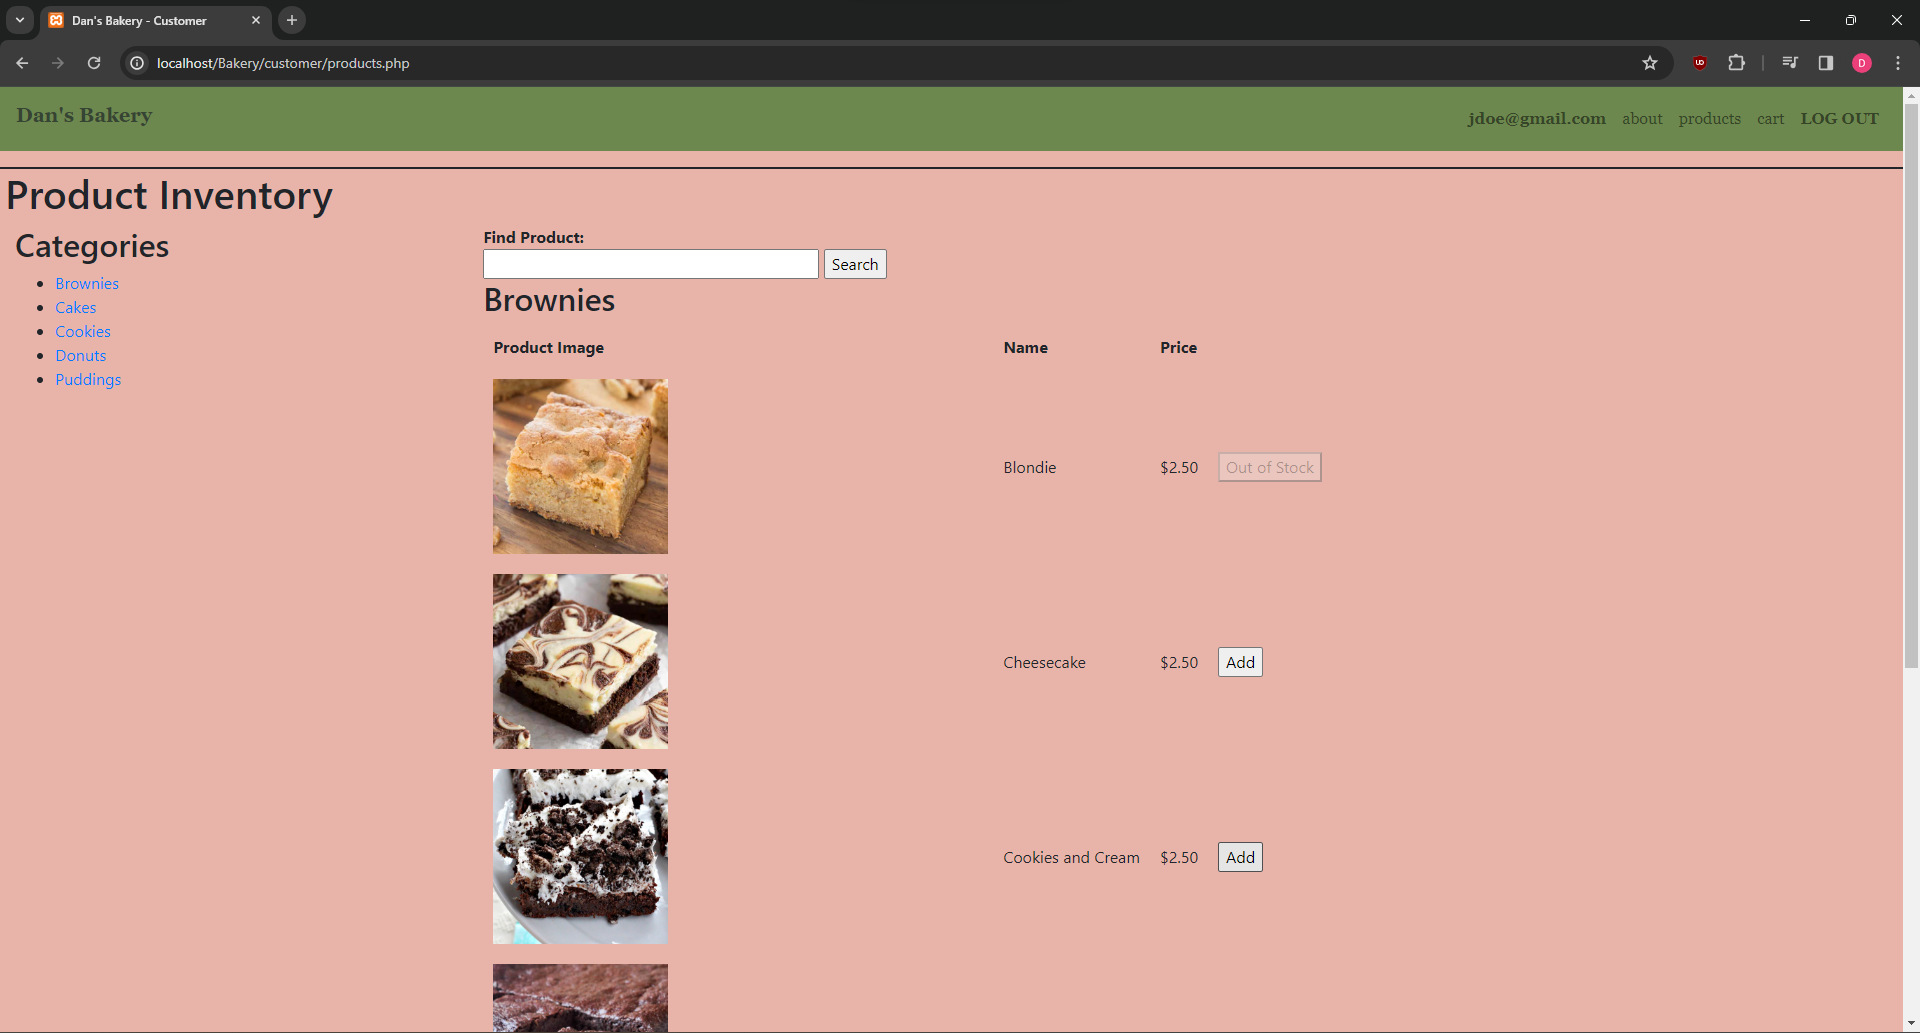 Dan's Bakery - Customer
localhost/Bakery/customer/products.php
D
Dan's Bakery
jdoe@gmail.com about products cart LOG OUT
Product Inventory
Categories
Brownies
Cakes
Cookies
Donuts
Puddings
Find Product:
Search
Brownies
Product Image Name Price
Blondie $2.50 Out of Stock
Cheesecake $2.50 Add
Cookies and Cream $2.50 Add